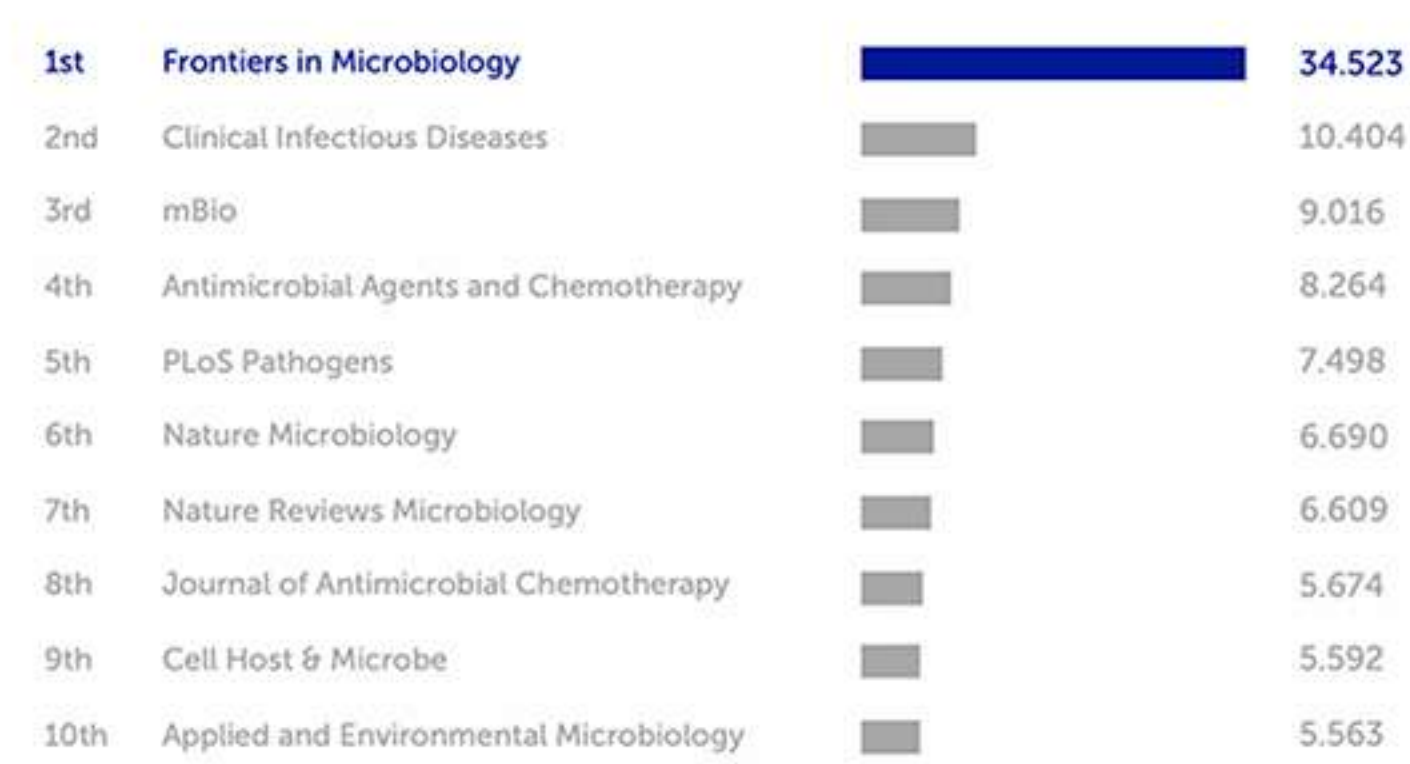 1st Frontiers in Microbiology 34.523
2nd Clinical Infectious Diseases 10.404
3rd mBio 9.016
4th Antimicrobial Agents and Chemotherapy 8.264
5th PLoS Pathogens 7.498
6th Nature Microbiology 6.690
7th Nature Reviews Microbiology 6.609
8th Journal of Antimicrobial Chemotherapy 5.674
9th Cell Host & Microbe 5.592
10th Applied and Environmental Microbiology 5.563